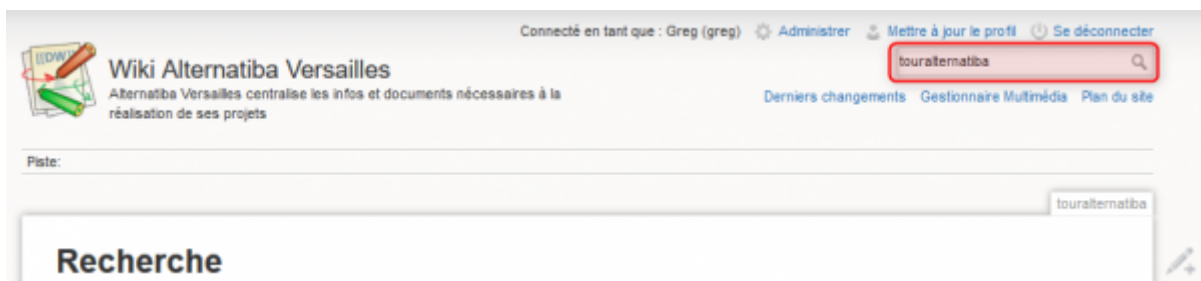 Connecté en tant que : Greg (greg) Administrer Mettre à jour le profil Se déconnecter
[[DW]]
touralternatiba
Wiki Alternatiba Versailles
Alternatiba Versailles centralise les infos et documents nécessaires à la
réalisation de ses projets
Derniers changements Gestionnaire Multimédia Plan du site
Piste:
touralternatiba
Recherche